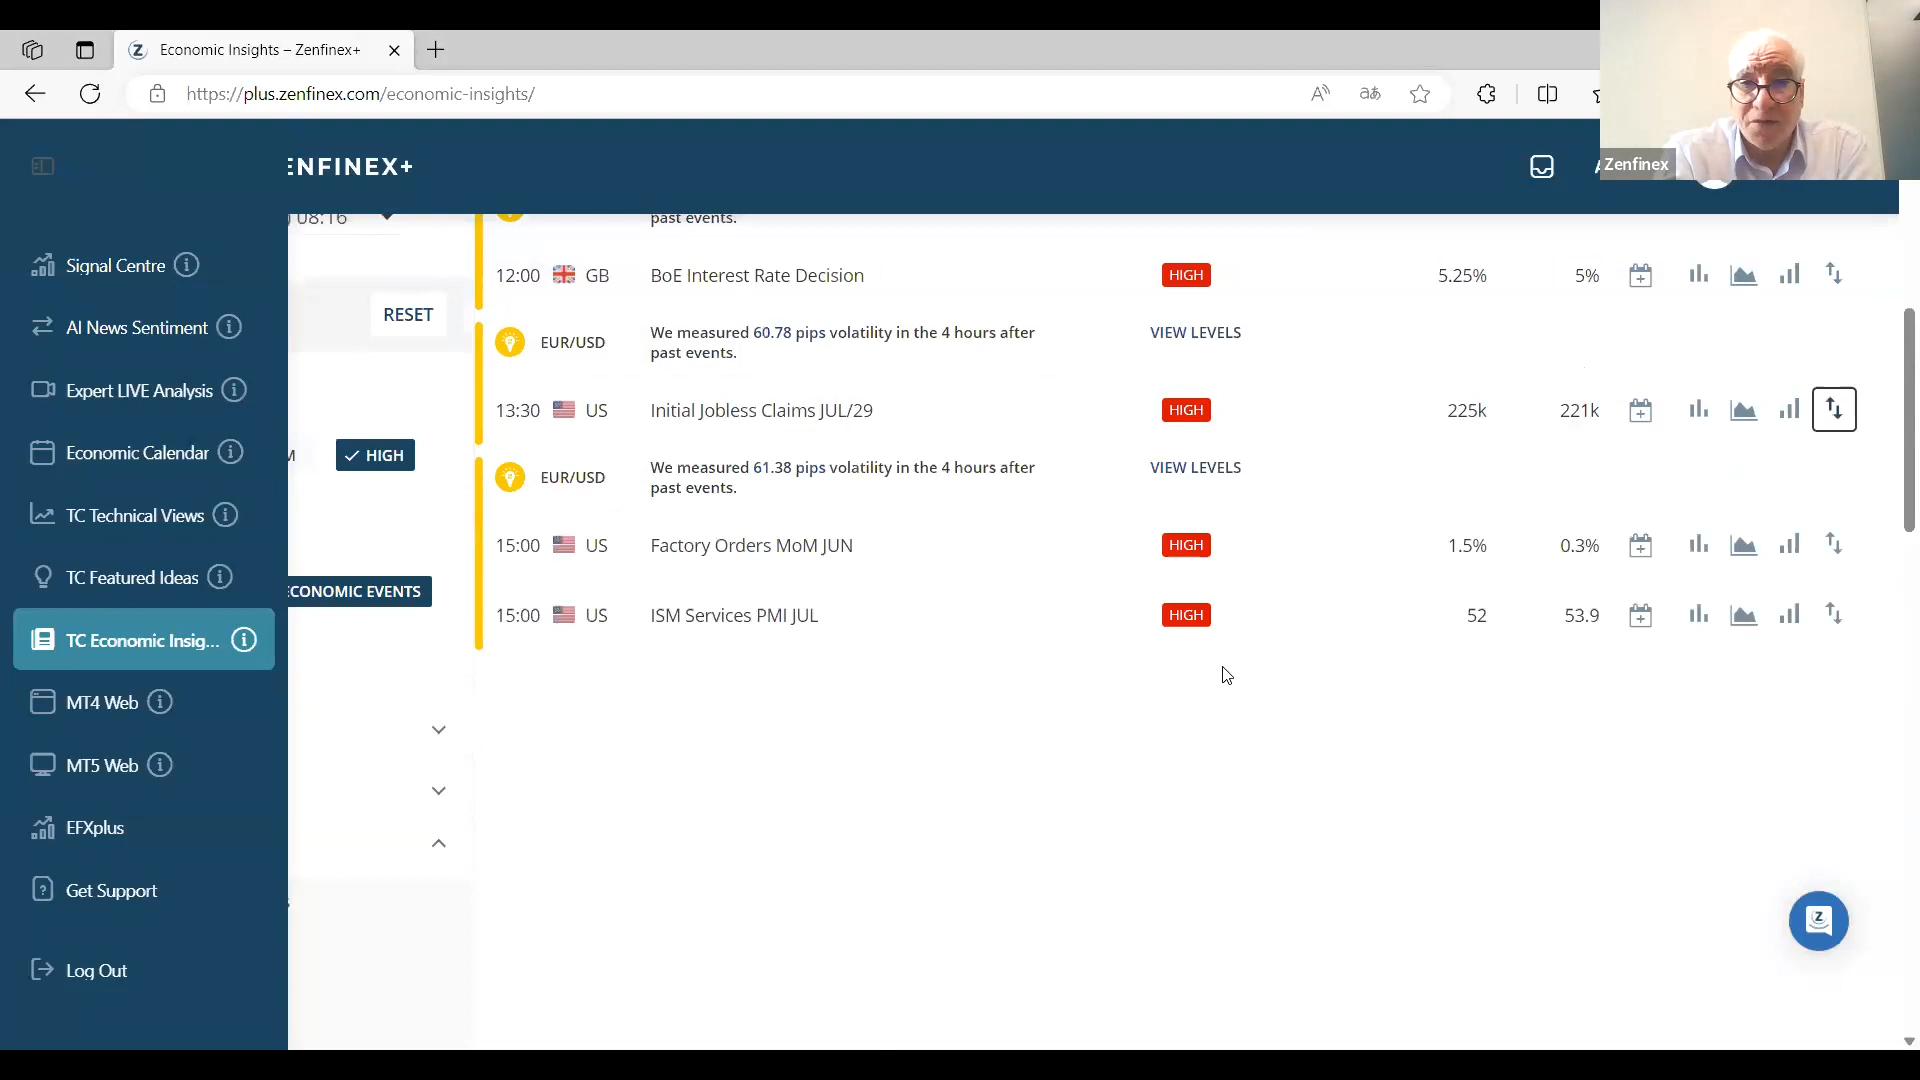 Economic Insights – Zenfinex+
https://plus.zenfinex.com/economic-insights/
Zenfinex
ENFINEX+
08:16
past events.
Signal Centre
12:00 GB BoE Interest Rate Decision HIGH 5.25% 5%
RESET
AI News Sentiment
EUR/USD We measured 60.78 pips volatility in the 4 hours after VIEW LEVELS
past events.
Expert LIVE Analysis
13:30 US Initial Jobless Claims JUL/29 HIGH 225k 221k
Economic Calendar
M HIGH
EUR/USD We measured 61.38 pips volatility in the 4 hours after VIEW LEVELS
past events.
TC Technical Views
15:00 US Factory Orders MoM JUN HIGH 1.5% 0.3%
TC Featured Ideas
ECONOMIC EVENTS
15:00 US ISM Services PMI JUL HIGH 52 53.9
TC Economic Insig...
MT4 Web
MT5 Web
EFXplus
Get Support
Log Out